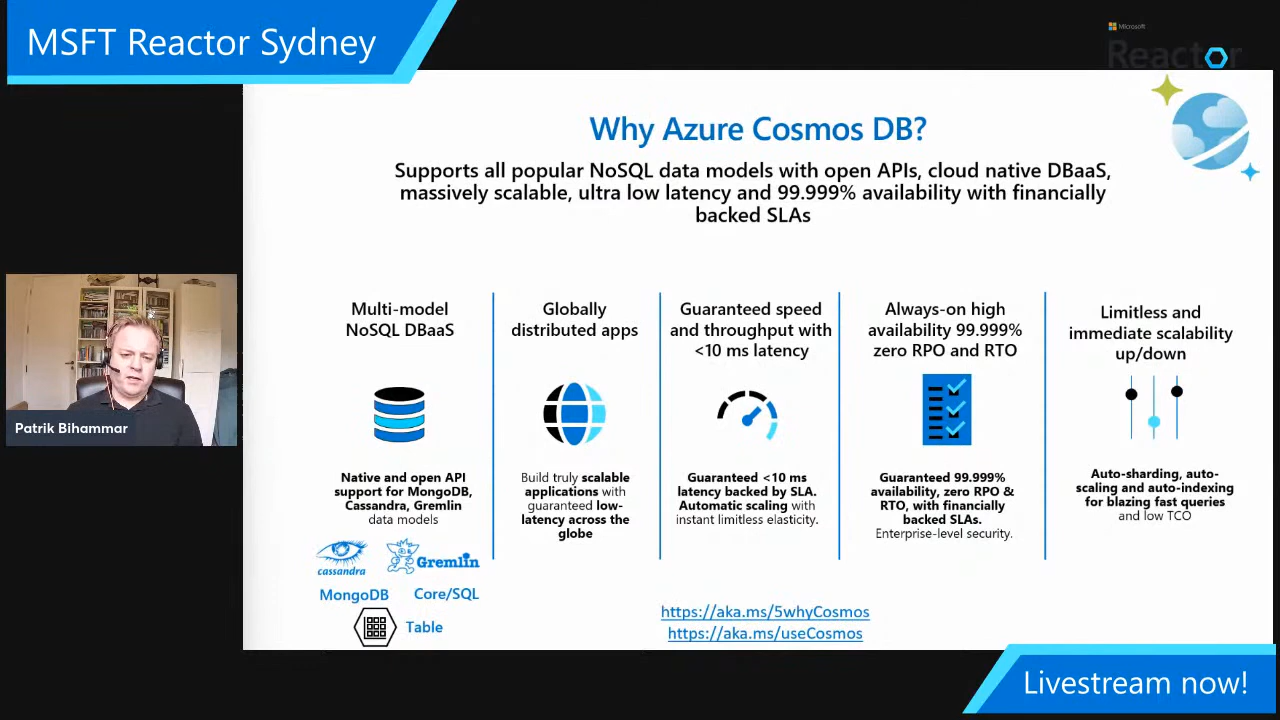 MSFT Reactor Sydney
Microsoft
Reactor
Why Azure Cosmos DB?
Supports all popular NoSQL data models with open APIs, cloud native DBaaS,
massively scalable, ultra low latency and 99.999% availability with financially
backed SLAs
Multi-model
NoSQL DBaaS
Native and open API
support for MongoDB,
Cassandra, Gremlin
data models
cassandra
Gremlin
MongoDB
Core/SQL
Table
Globally
distributed apps
Build truly scalable
applications with
guaranteed low-
latency across the
globe
Guaranteed speed
and throughput with
<10 ms latency
Guaranteed <10 ms
latency backed by SLA.
Automatic scaling with
instant limitless elasticity.
Always-on high
availability 99.999%
zero RPO and RTO
Guaranteed 99.999%
availability, zero RPO &
RTO, with financially
backed SLAs.
Enterprise-level security.
Limitless and
immediate scalability
up/down
Auto-sharding, auto-
scaling and auto-indexing
for blazing fast queries
and low TCO
https://aka.ms/5whyCosmos
https://aka.ms/useCosmos
Patrik Bihammar
Livestream now!